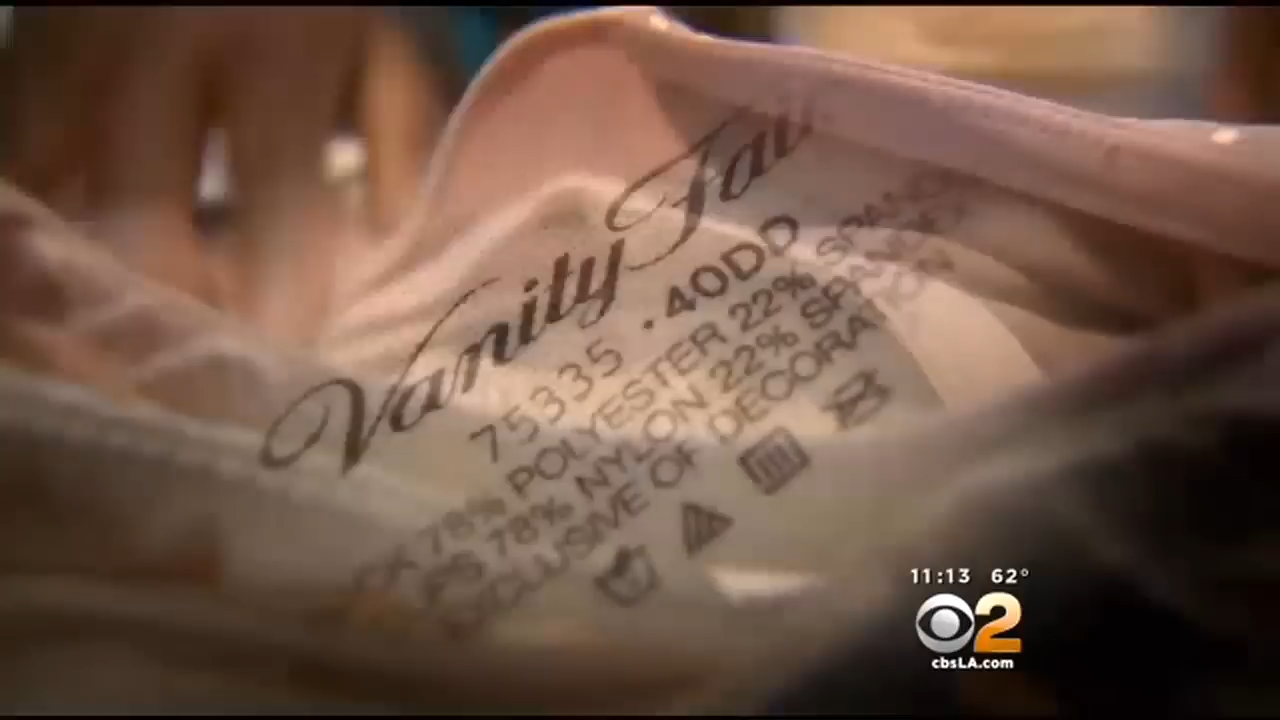 Vanity Fair
75335 .40DD
78% POLYESTER 22%
78% NYLON 22% SPANDEX
EXCLUSIVE OF DECORATION
11:13 62°
2
cbsLA.com